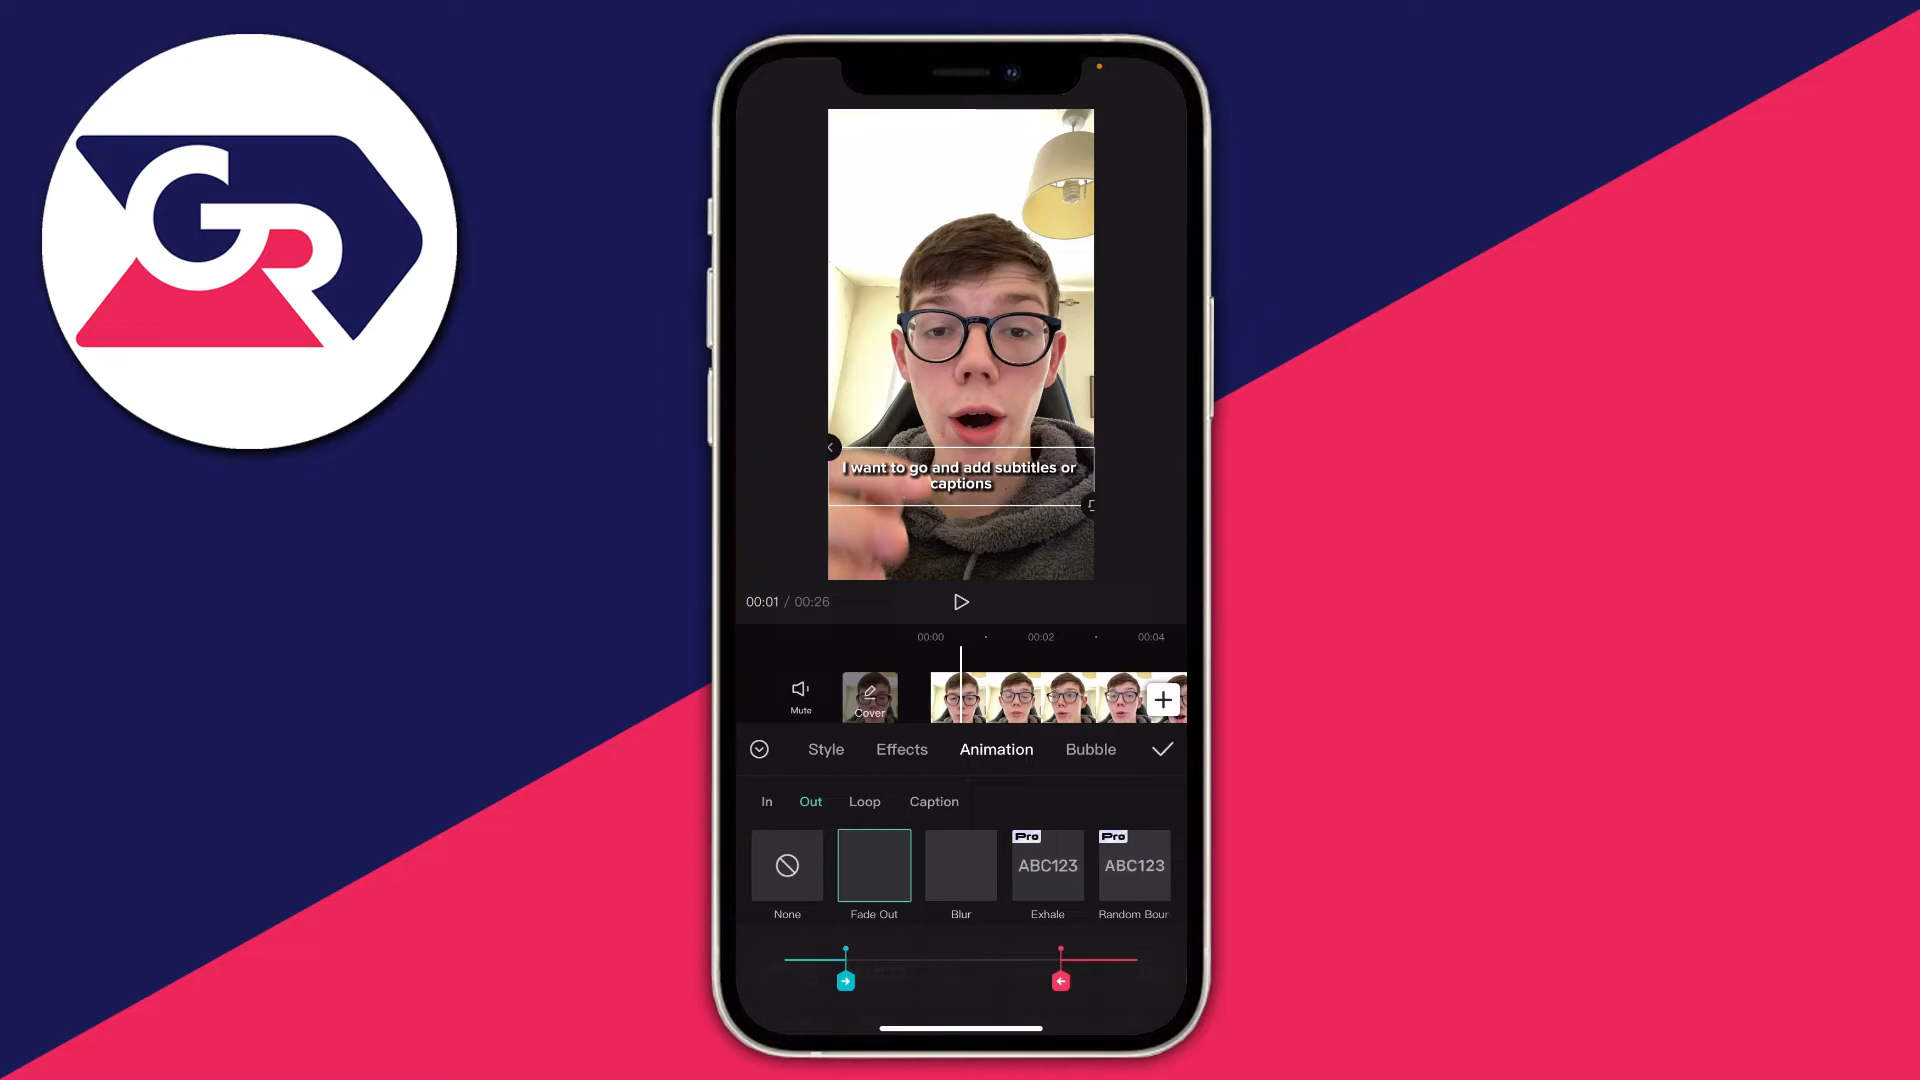 GR
I want to go and add subtitles or
captions
00:01 / 00:26
00:00
00:02
00:04
Mute
Cover
Style Effects Animation Bubble
In Out Loop Caption
Pro Pro
ABC123 ABC123
None Fade Out Blur Exhale Random Boun